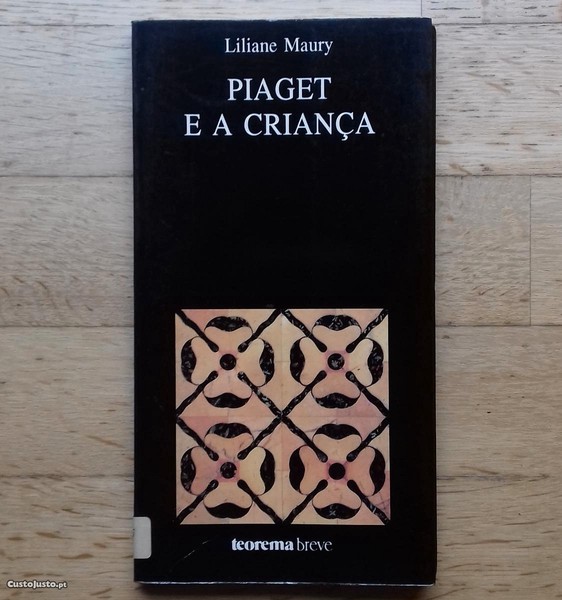 Liliane Maury
PIAGET
E A CRIANÇA
teorema breve
CustoJusto.pt